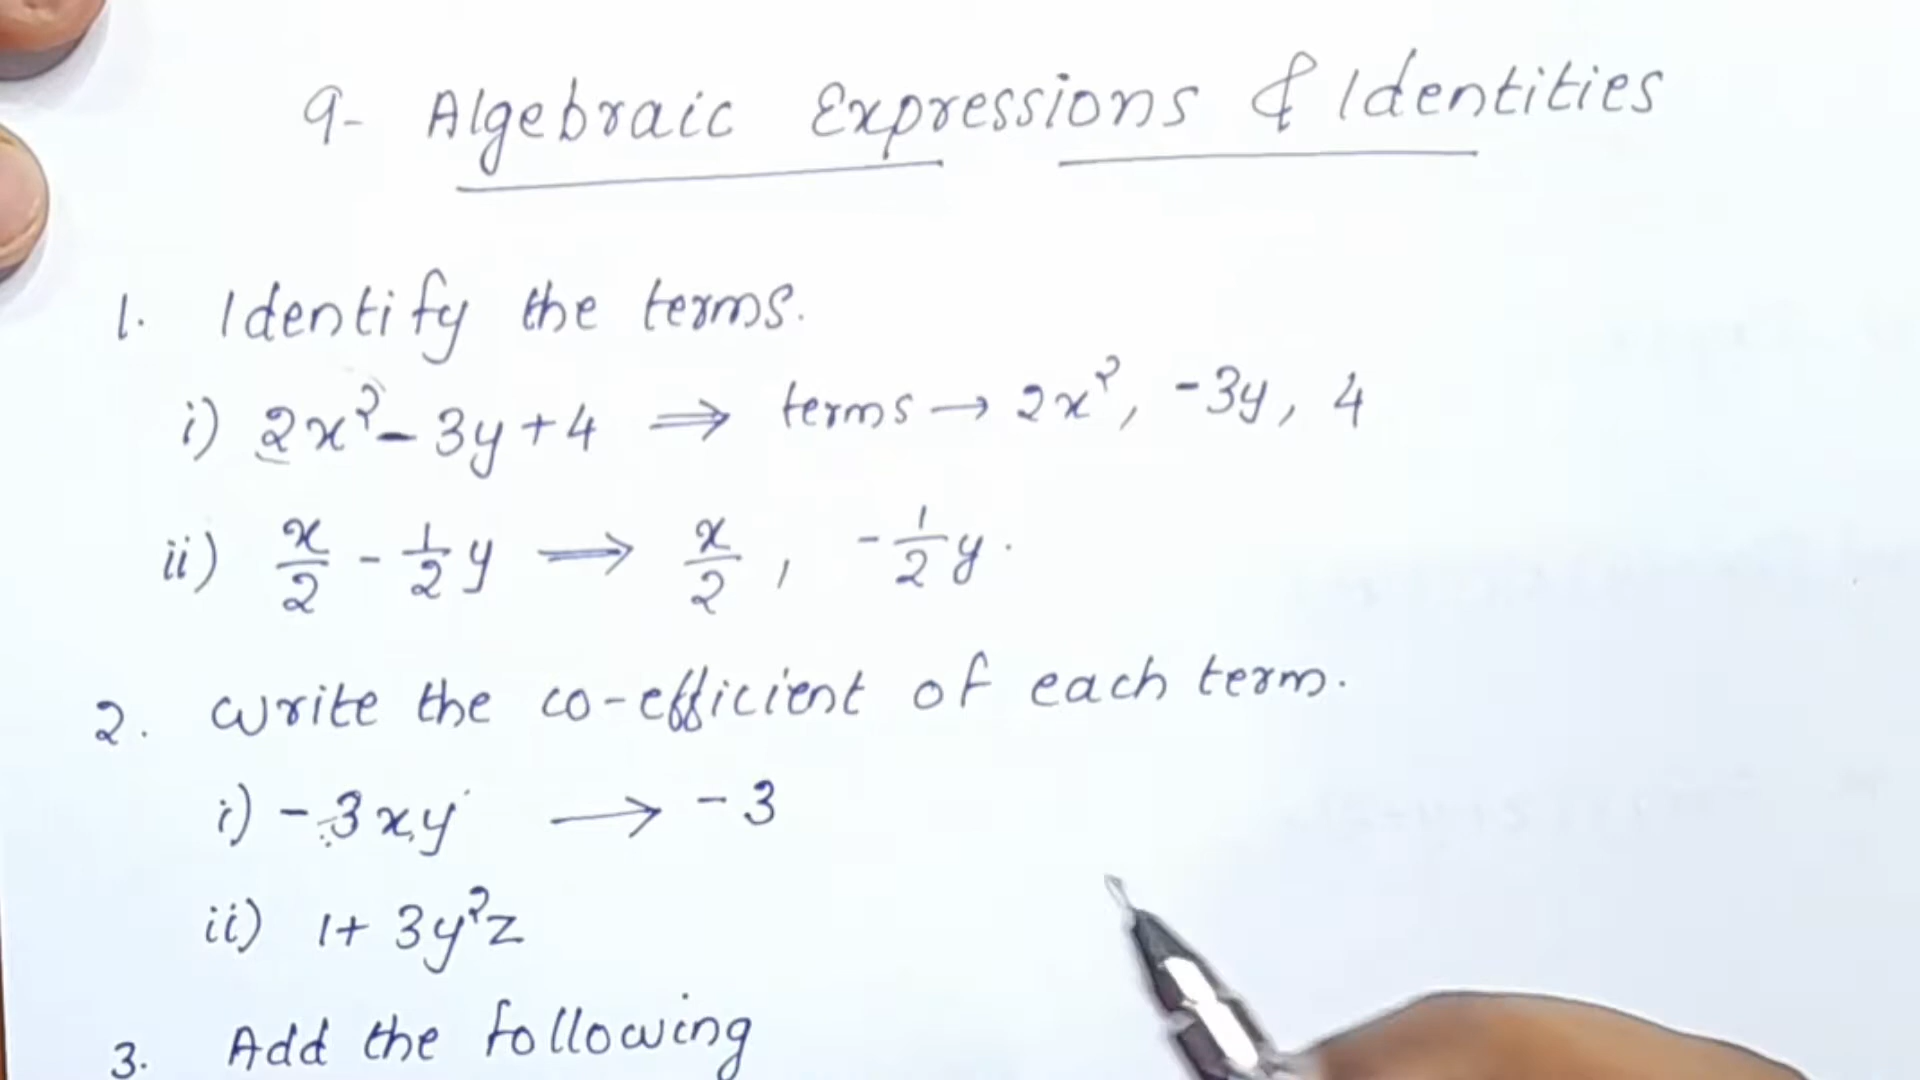 9- Algebraic Expressions & Identities
1. Identify the terms.
i) 2x² - 3y + 4 ⇒ terms → 2x², -3y, 4
ii) x/2 - 1/2 y ⇒ x/2, -1/2 y.
2. Write the co-efficient of each term.
i) -3xy → -3
ii) 1+ 3y²z
3. Add the following